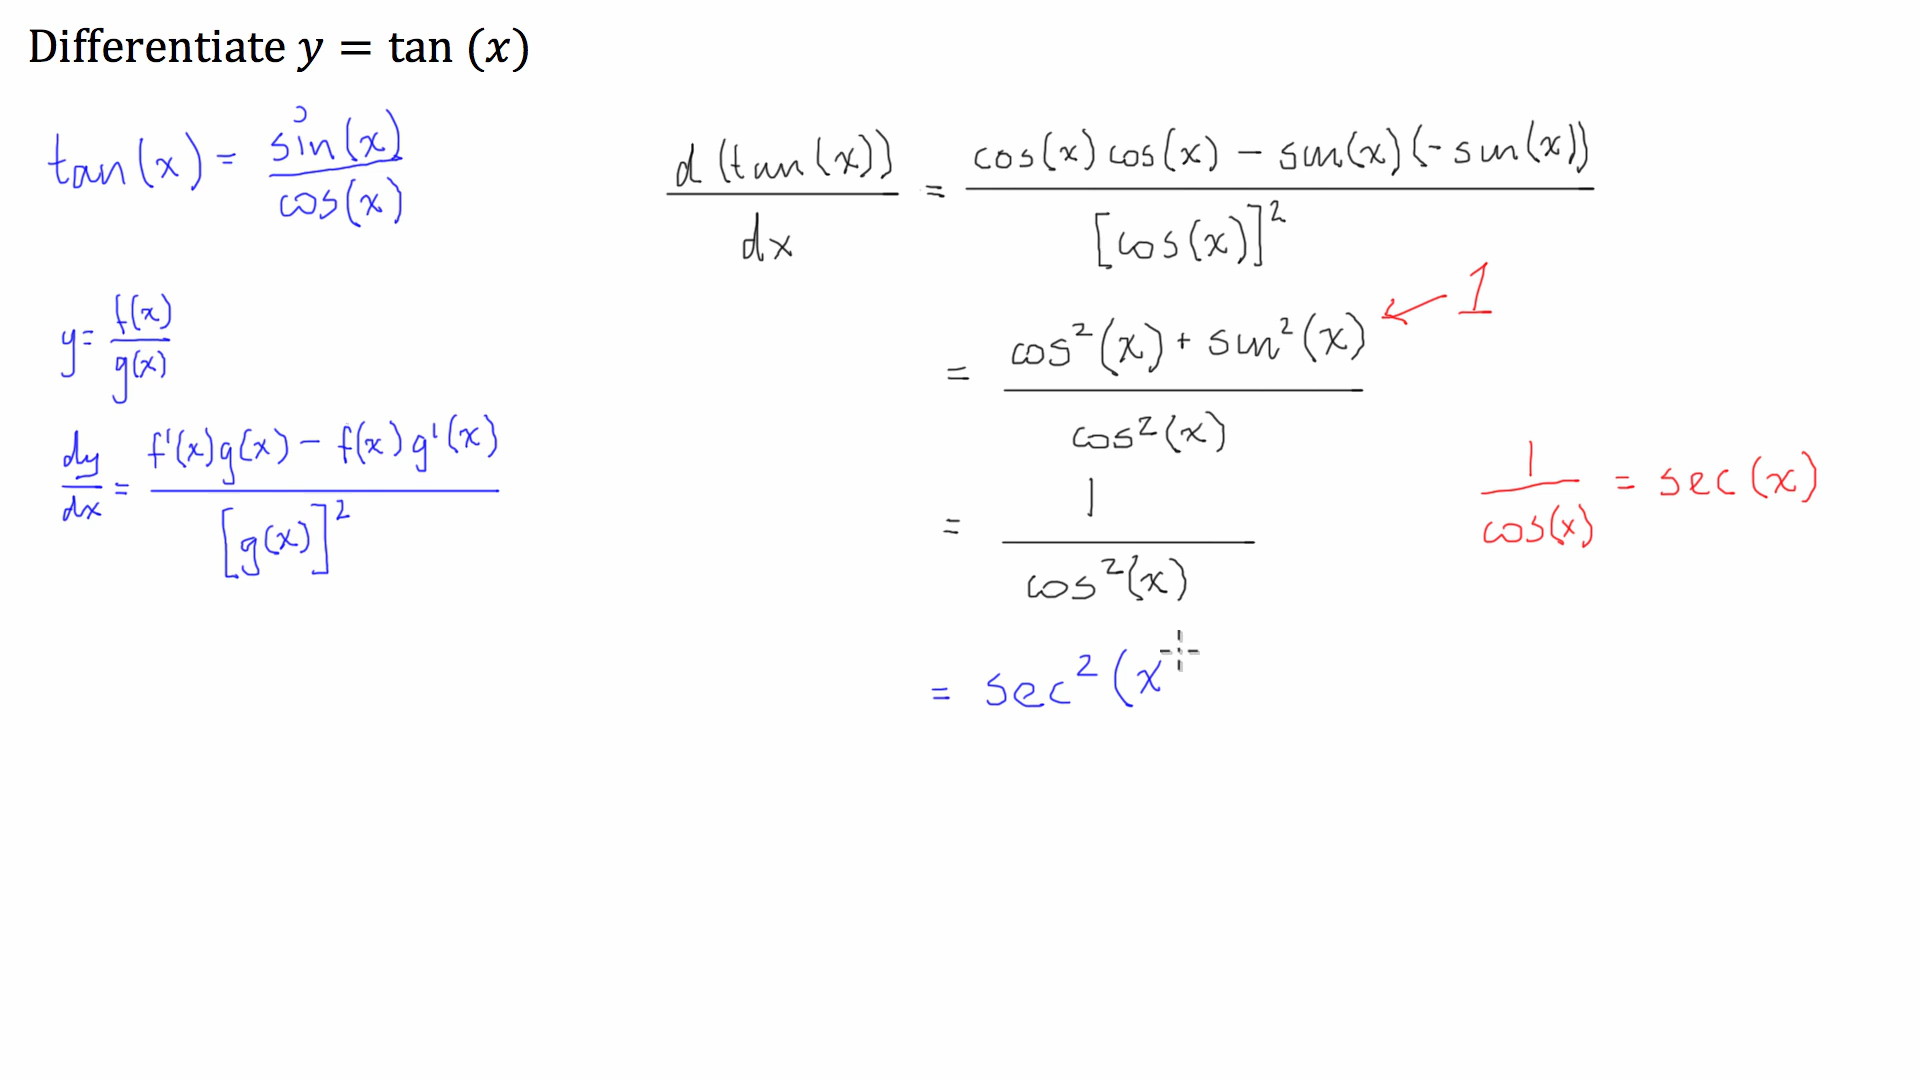 Differentiate y = tan (x)
tan(x) = sin(x) / cos(x)
y = f(x) / g(x)
dy/dx = f'(x)g(x) − f(x)g'(x) / [g(x)]²
d(tan(x)) / dx = cos(x)cos(x) − sin(x)(−sin(x)) / [cos(x)]²
= cos²(x) + sin²(x) / cos²(x) ← 1
= 1 / cos²(x)
1 / cos(x) = sec(x)
= sec²(x